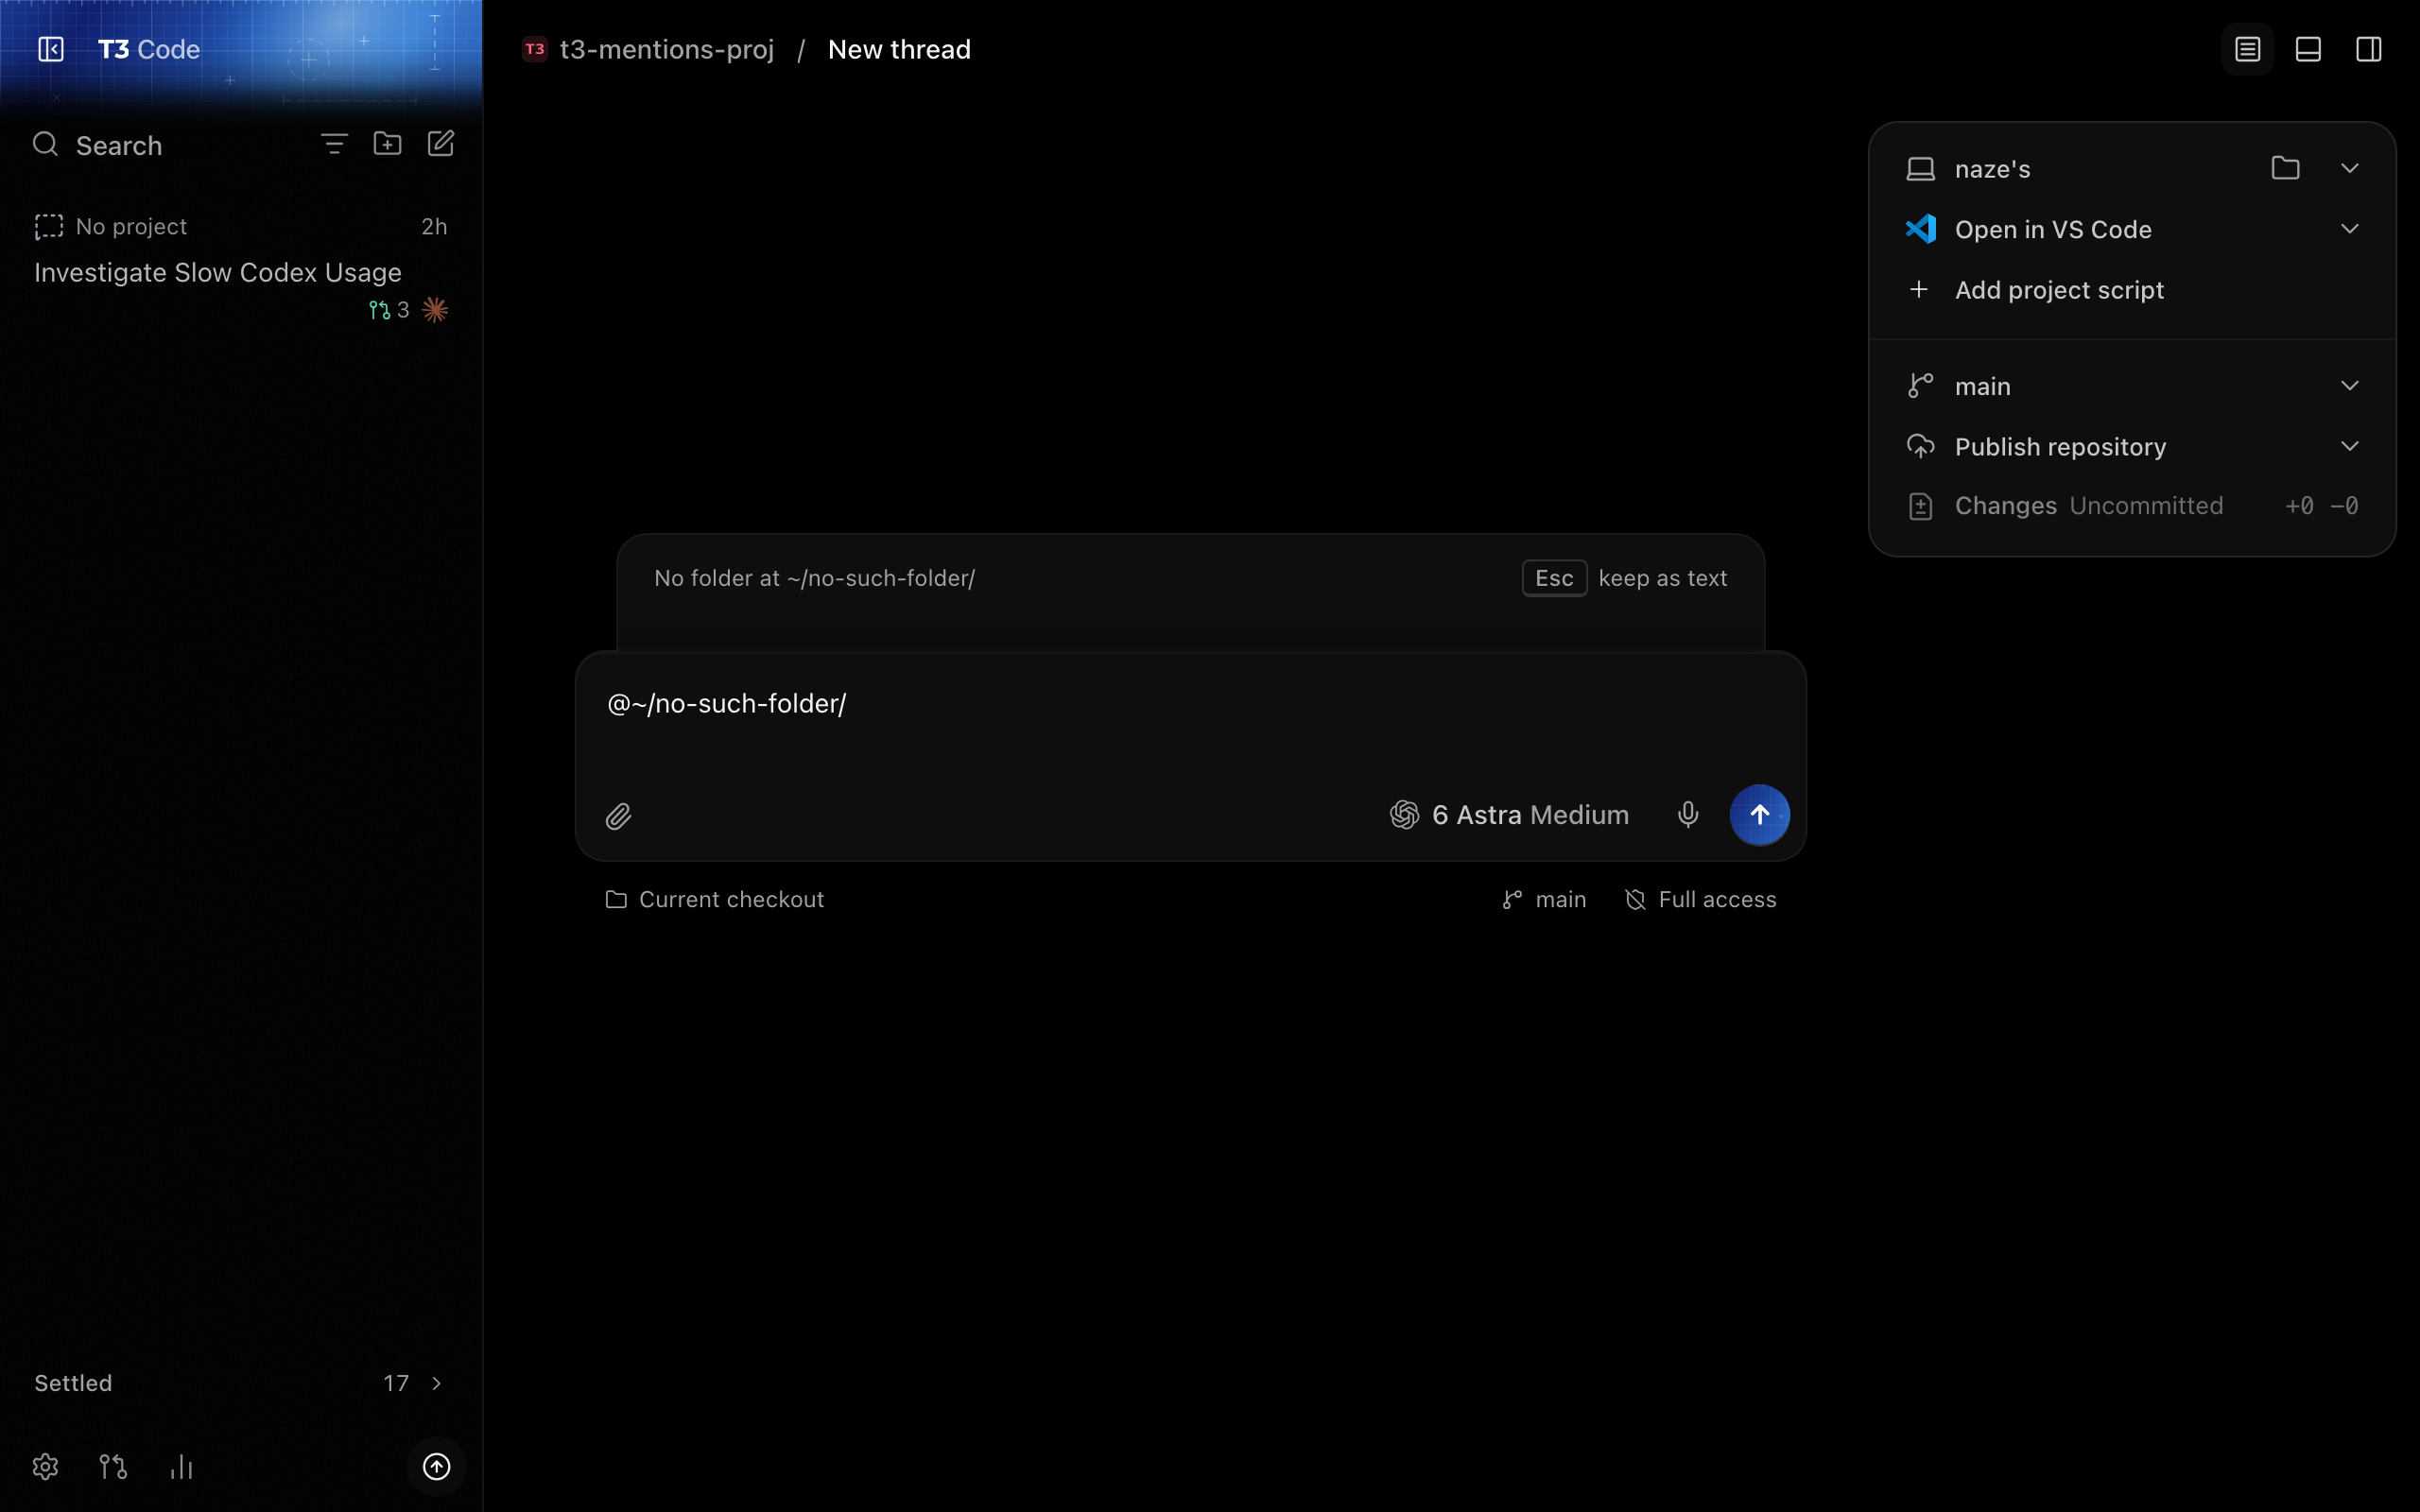 T3 Code
Search
No project 2h
Investigate Slow Codex Usage
3
Settled 17
T3 t3-mentions-proj / New thread
naze's
Open in VS Code
Add project script
main
Publish repository
Changes Uncommitted +0 −0
No folder at ~/no-such-folder/ Esc keep as text
@~/no-such-folder/
6 Astra Medium
Current checkout main Full access